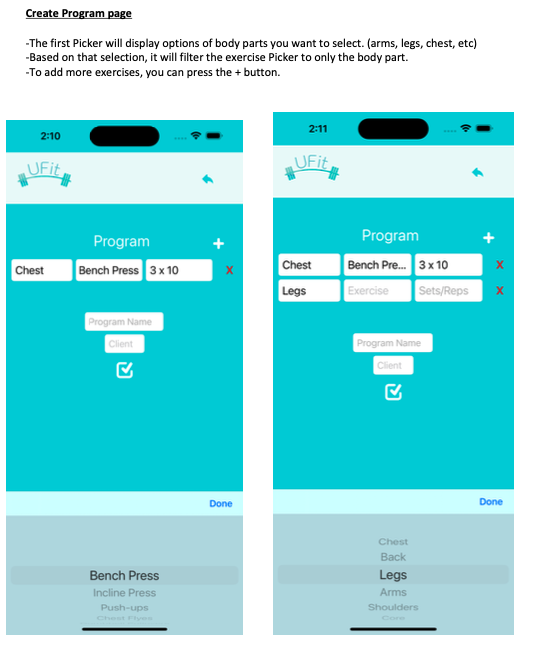 Create Program page
-The first Picker will display options of body parts you want to select. (arms, legs, chest, etc)
-Based on that selection, it will filter the exercise Picker to only the body part.
-To add more exercises, you can press the + button.
2:10
UFit
Program +
Chest Bench Press 3 x 10 X
Program Name
Client
Done
Bench Press
Incline Press
Push-ups
Chest Flyes
2:11
UFit
Program +
Chest Bench Pre... 3 x 10 X
Legs Exercise Sets/Reps X
Program Name
Client
Done
Chest
Back
Legs
Arms
Shoulders
Core